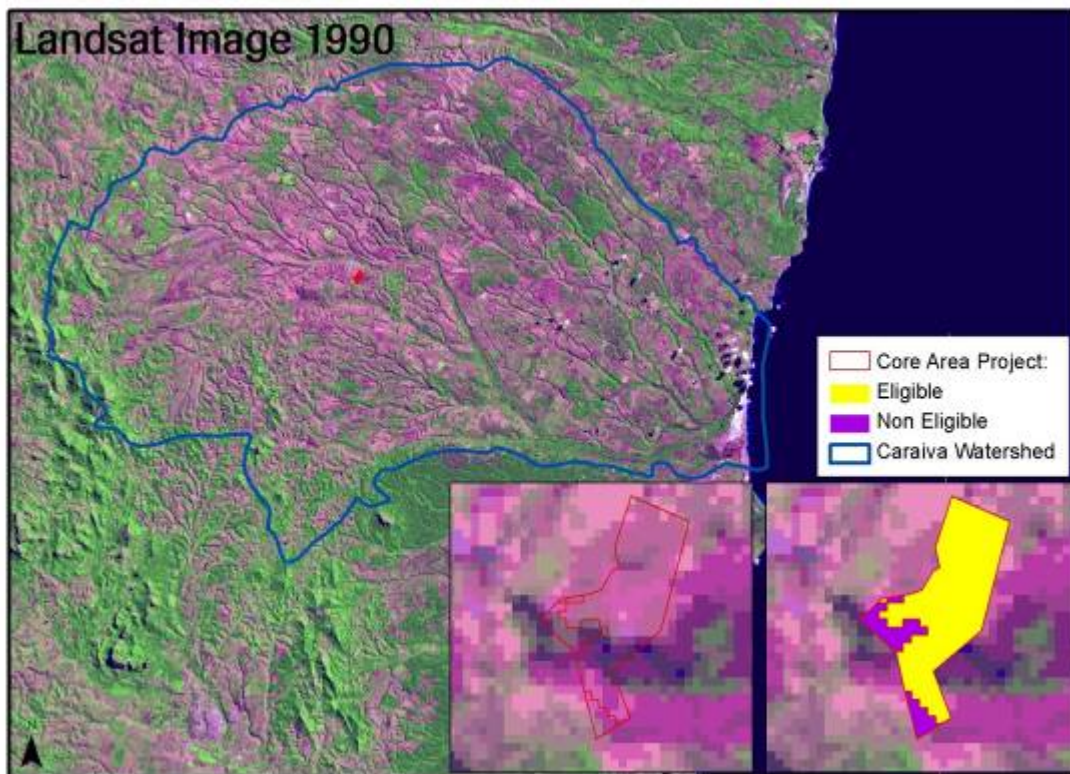 Landsat Image 1990
Core Area Project:
Eligible
Non Eligible
Caraiva Watershed
N